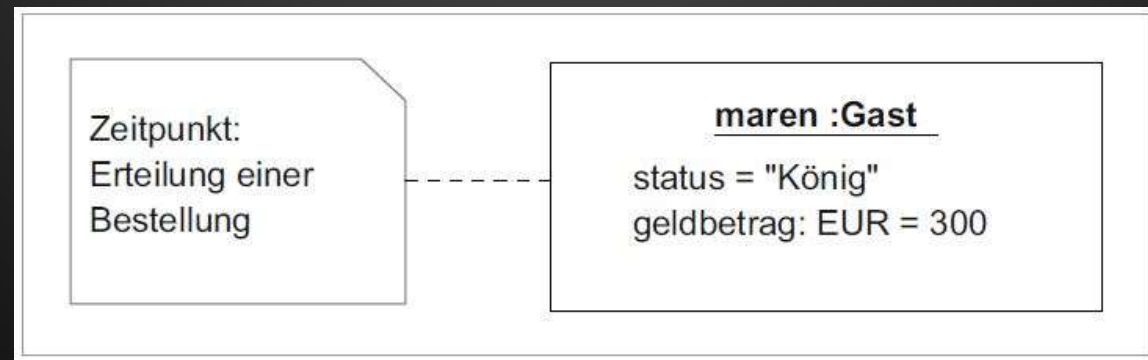 Zeitpunkt:
Erteilung einer
Bestellung
maren :Gast
status = "König"
geldbetrag: EUR = 300